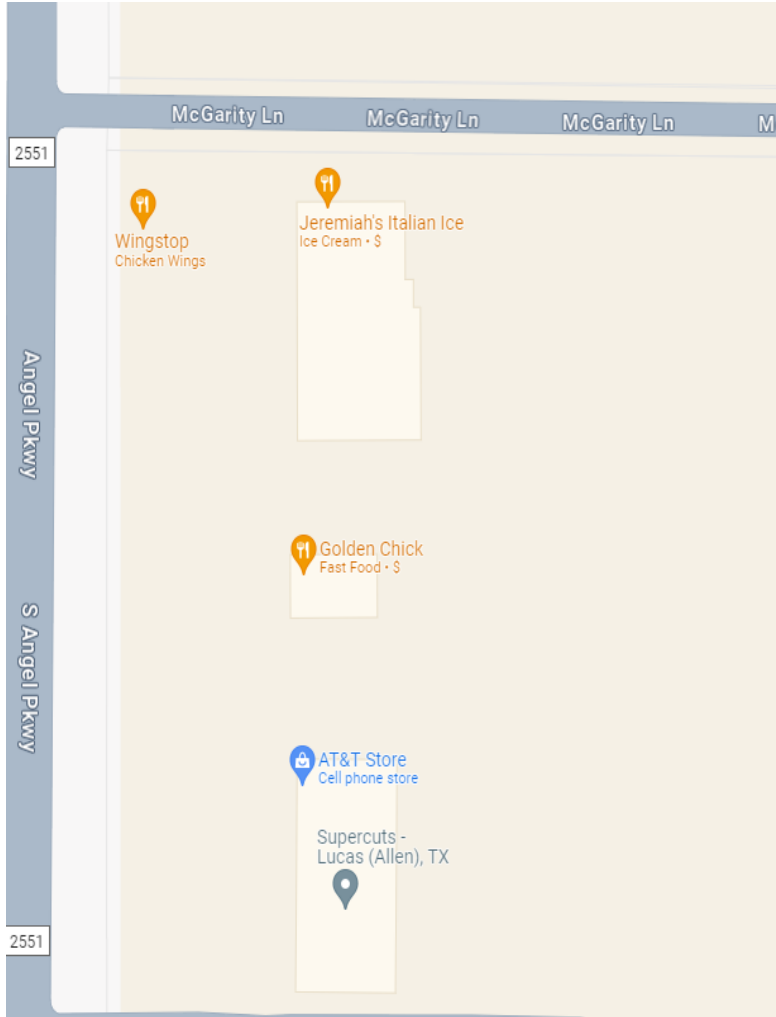 McGarity Ln
McGarity Ln
McGarity Ln
M
2551
Wingstop
Chicken Wings
Jeremiah's Italian Ice
Ice Cream • $
Angel Pkwy
Golden Chick
Fast Food • $
S Angel Pkwy
AT&T Store
Cell phone store
Supercuts -
Lucas (Allen), TX
2551